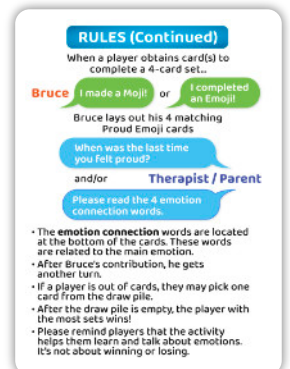 RULES (Continued)
When a player obtains card(s) to
complete a 4-card set...
Bruce
I made a Moji!
or
I completed
an Emoji!
Bruce lays out his 4 matching
Proud Emoji cards
When was the last time
you felt proud?
and/or
Therapist / Parent
Please read the 4 emotion
connection words.
• The emotion connection words are located
at the bottom of the cards. These words
are related to the main emotion.
• After Bruce's contribution, he gets
another turn.
• If a player is out of cards, they may pick one
card from the draw pile.
• After the draw pile is empty, the player with
the most sets wins!
• Please remind players that the activity
helps them learn and talk about emotions.
It's not about winning or losing.